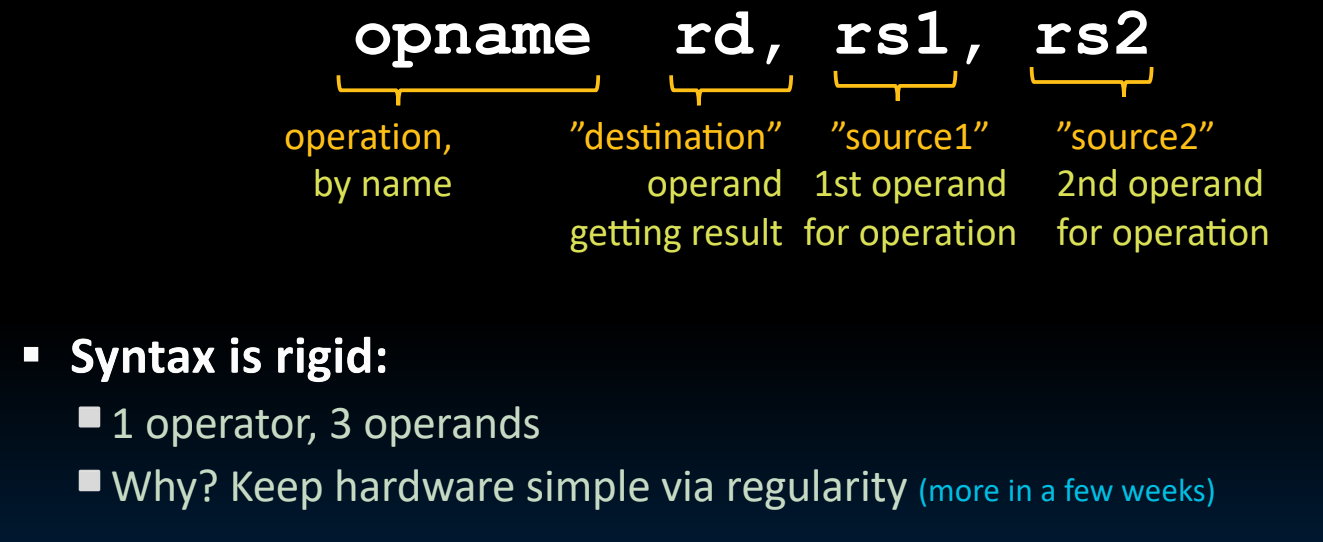 opname rd, rs1, rs2
operation, ”destination” ”source1” ”source2”
by name operand 1st operand 2nd operand
getting result for operation for operation
▪ Syntax is rigid:
▪ 1 operator, 3 operands
▪ Why? Keep hardware simple via regularity (more in a few weeks)